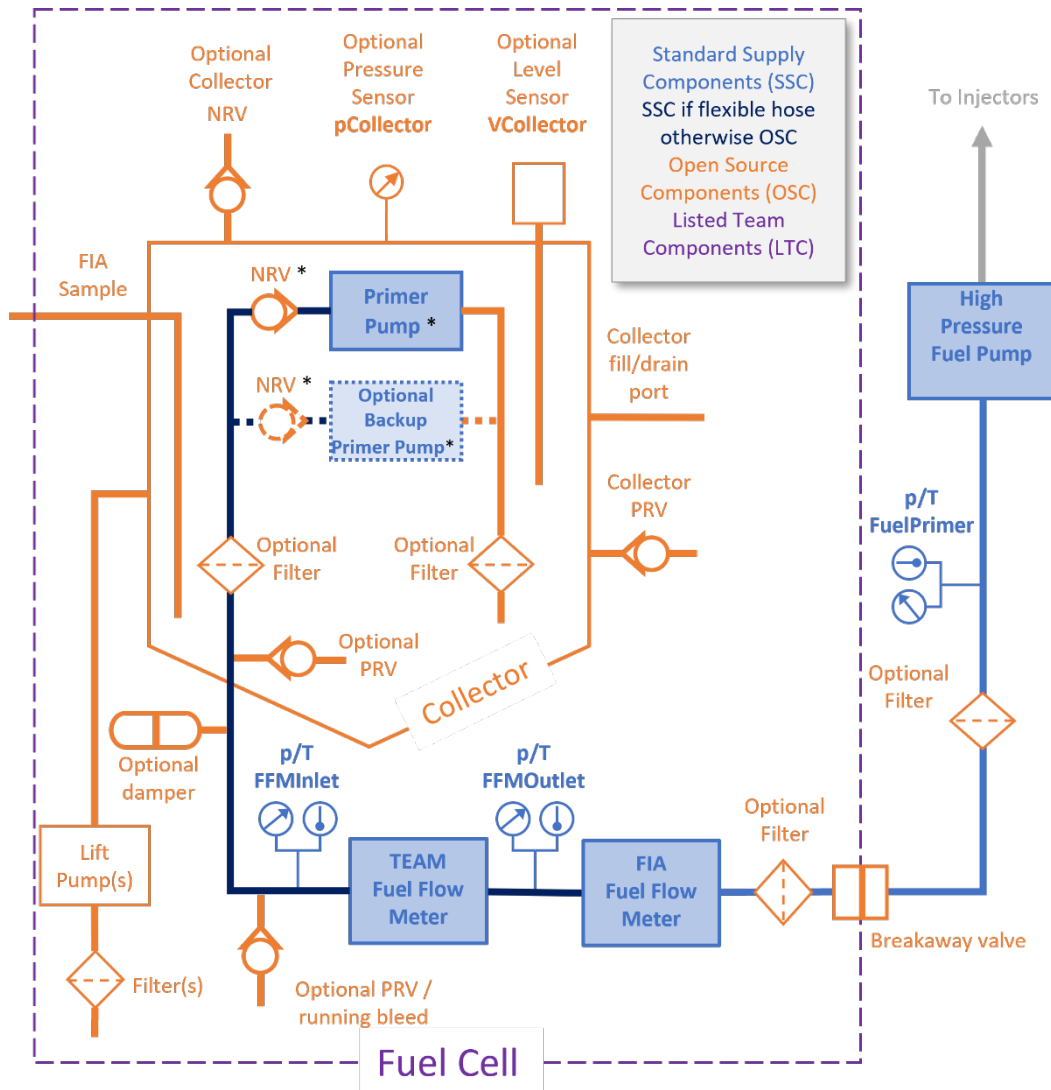 Optional
Collector
NRV
Optional
Pressure
Sensor
pCollector
Optional
Level
Sensor
VCollector
Standard Supply
Components (SSC)
SSC if flexible hose
otherwise OSC
Open Source
Components (OSC)
Listed Team
Components (LTC)
To Injectors
FIA
Sample
NRV *
Primer
Pump *
NRV *
Optional
Backup
Primer Pump*
Collector
fill/drain
port
High
Pressure
Fuel Pump
Collector
PRV
p/T
FuelPrimer
Optional
Filter
Optional
Filter
Optional
PRV
Collector
Optional
Filter
Optional
damper
p/T
FFMInlet
p/T
FFMOutlet
Optional
Filter
Lift
Pump(s)
TEAM
Fuel Flow
Meter
FIA
Fuel Flow
Meter
Breakaway valve
Filter(s)
Optional PRV /
running bleed
Fuel Cell